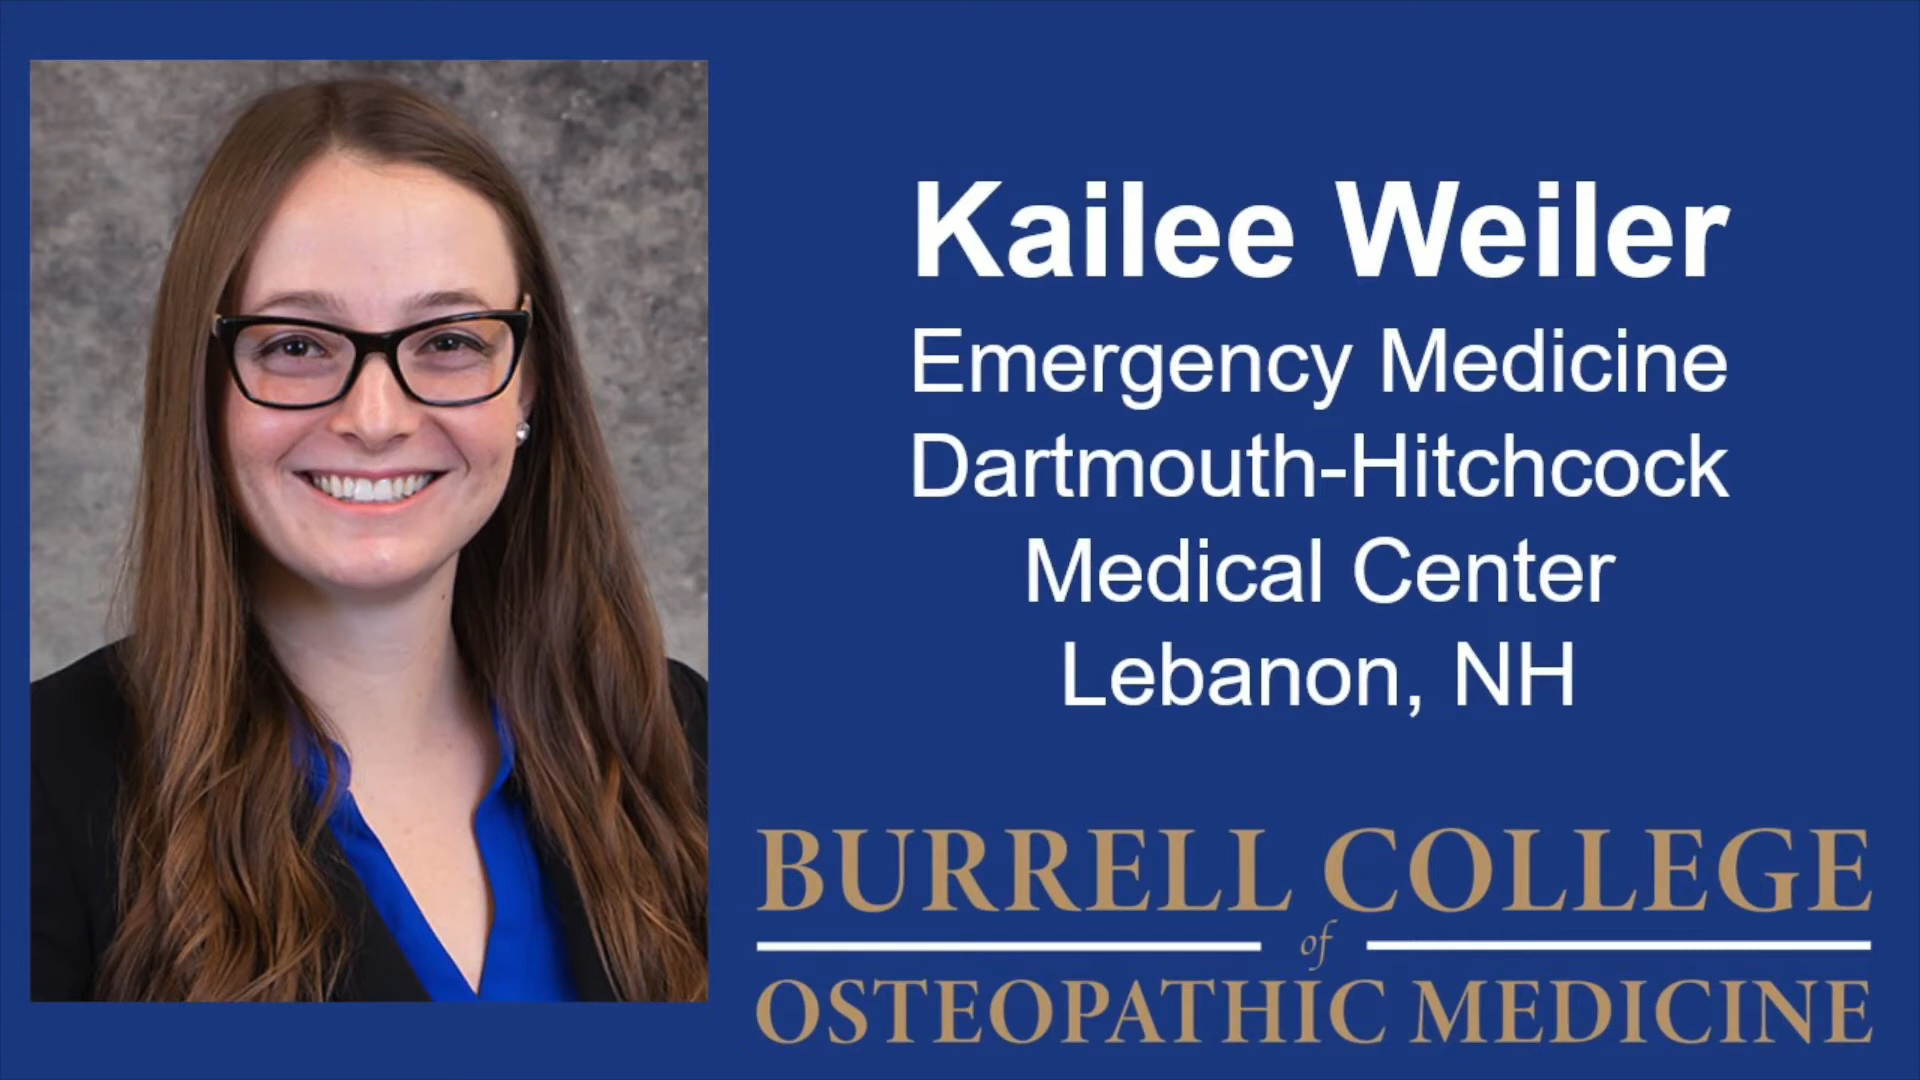 Kailee Weiler
Emergency Medicine
Dartmouth-Hitchcock
Medical Center
Lebanon, NH
BURRELL COLLEGE
of
OSTEOPATHIC MEDICINE